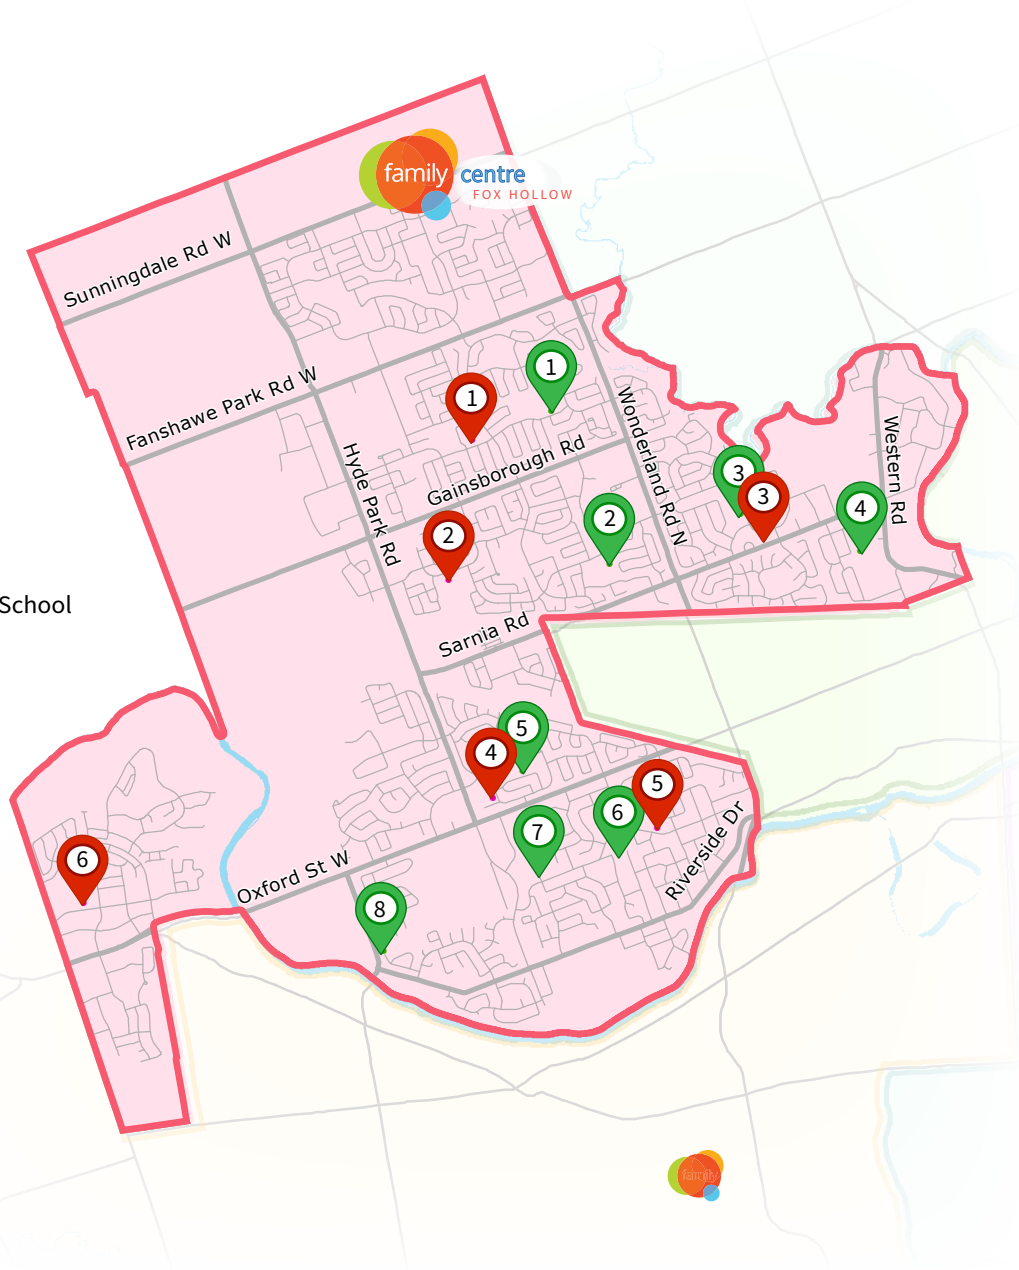 family centre
FOX HOLLOW
Sunningdale Rd W
Fanshawe Park Rd W
1
1
Wonderland Rd N
Western Rd
Hyde Park Rd
Gainsborough Rd
3
3
4
2
2
School
Sarnia Rd
5
4
5
6
7
Riverside Dr
6
Oxford St W
8
family